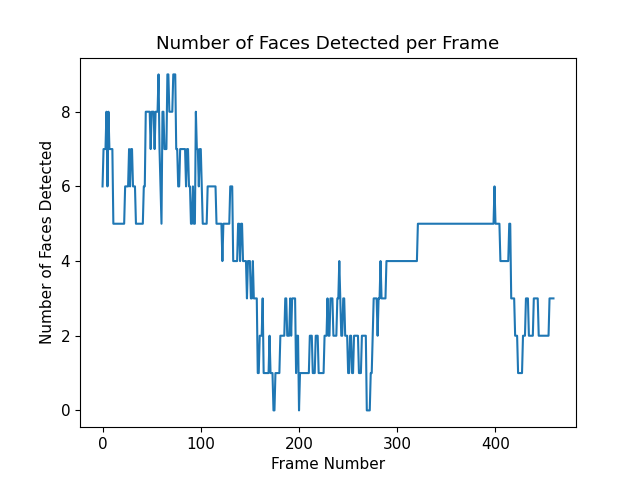 Number of Faces Detected per Frame
Number of Faces Detected
8
6
4
2
0
0 100 200 300 400
Frame Number